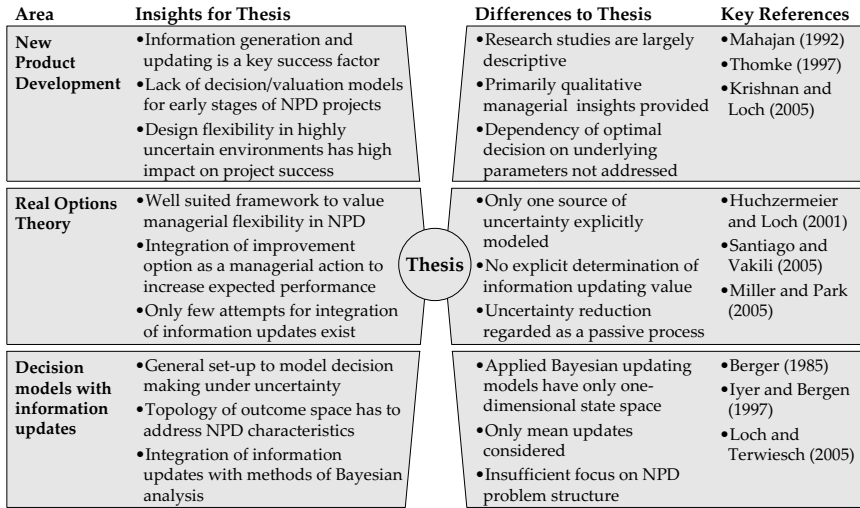 Area
Insights for Thesis
Differences to Thesis
Key References
New
Product
Development
•Information generation and
updating is a key success factor
•Lack of decision/valuation models
for early stages of NPD projects
•Design flexibility in highly
uncertain environments has high
impact on project success
•Research studies are largely
descriptive
•Primarily qualitative
managerial insights provided
•Dependency of optimal
decision on underlying
parameters not addressed
•Mahajan (1992)
•Thomke (1997)
•Krishnan and
Loch (2005)
Real Options
Theory
•Well suited framework to value
managerial flexibility in NPD
•Integration of improvement
option as a managerial action to
increase expected performance
•Only few attempts for integration
of information updates exist
Thesis
•Only one source of
uncertainty explicitly
modeled
•No explicit determination of
information updating value
•Uncertainty reduction
regarded as a passive process
•Huchzermeier
and Loch (2001)
•Santiago and
Vakili (2005)
•Miller and Park
(2005)
Decision
models with
information
updates
•General set-up to model decision
making under uncertainty
•Topology of outcome space has to
address NPD characteristics
•Integration of information
updates with methods of Bayesian
analysis
•Applied Bayesian updating
models have only one-
dimensional state space
•Only mean updates
considered
•Insufficient focus on NPD
problem structure
•Berger (1985)
•Iyer and Bergen
(1997)
•Loch and
Terwiesch (2005)